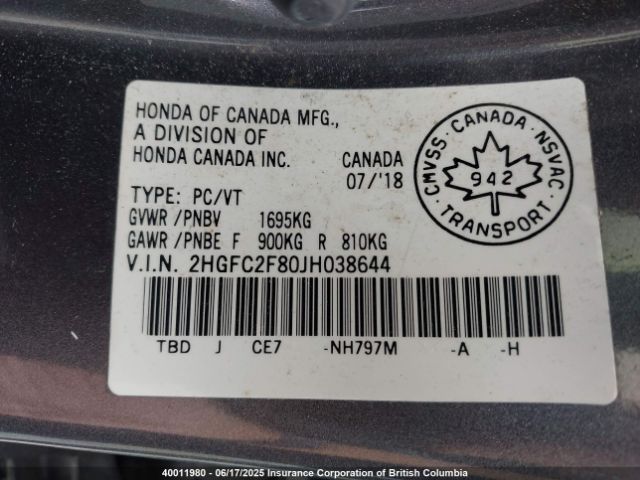 HONDA OF CANADA MFG.,
A DIVISION OF
HONDA CANADA INC. CANADA
07/'18
TYPE: PC/VT
GVWR /PNBV 1695KG
GAWR /PNBE F 900KG R 810KG
V.I.N. 2HGFC2F80JH038644
TBD J CE7 -NH797M -A -H
CMVSS · CANADA · NSVAC
942
TRANSPORT
40011980 - 06/17/2025 Insurance Corporation of British Columbia